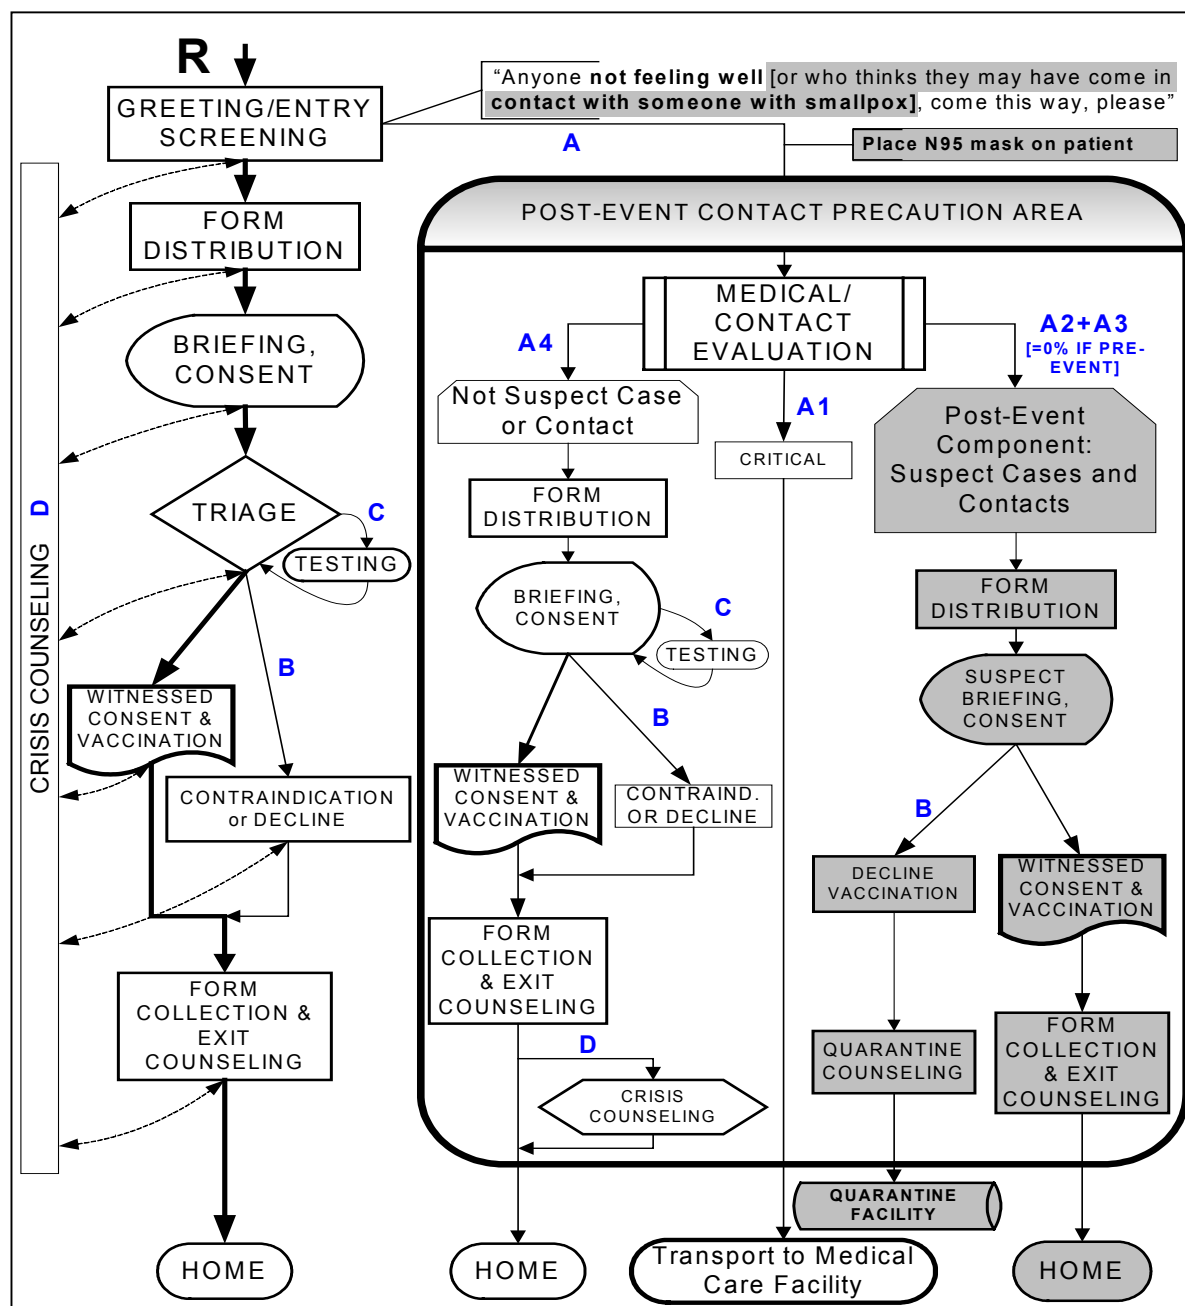 R
GREETING/ENTRY
SCREENING
“Anyone not feeling well [or who thinks they may have come in
contact with someone with smallpox], come this way, please”
A
Place N95 mask on patient
CRISIS COUNSELING
D
FORM
DISTRIBUTION
BRIEFING,
CONSENT
TRIAGE
C
TESTING
B
WITNESSED
CONSENT &
VACCINATION
CONTRAINDICATION
or DECLINE
FORM
COLLECTION &
EXIT
COUNSELING
HOME
POST-EVENT CONTACT PRECAUTION AREA
MEDICAL/
CONTACT
EVALUATION
A4
Not Suspect Case
or Contact
FORM
DISTRIBUTION
BRIEFING,
CONSENT
C
TESTING
B
WITNESSED
CONSENT &
VACCINATION
CONTRAIND.
OR DECLINE
FORM
COLLECTION
& EXIT
COUNSELING
D
CRISIS
COUNSELING
HOME
A1
CRITICAL
Transport to Medical
Care Facility
A2+A3
[=0% IF PRE-
EVENT]
Post-Event
Component:
Suspect Cases and
Contacts
FORM
DISTRIBUTION
SUSPECT
BRIEFING,
CONSENT
B
DECLINE
VACCINATION
WITNESSED
CONSENT &
VACCINATION
QUARANTINE
COUNSELING
FORM
COLLECTION
& EXIT
COUNSELING
QUARANTINE
FACILITY
HOME